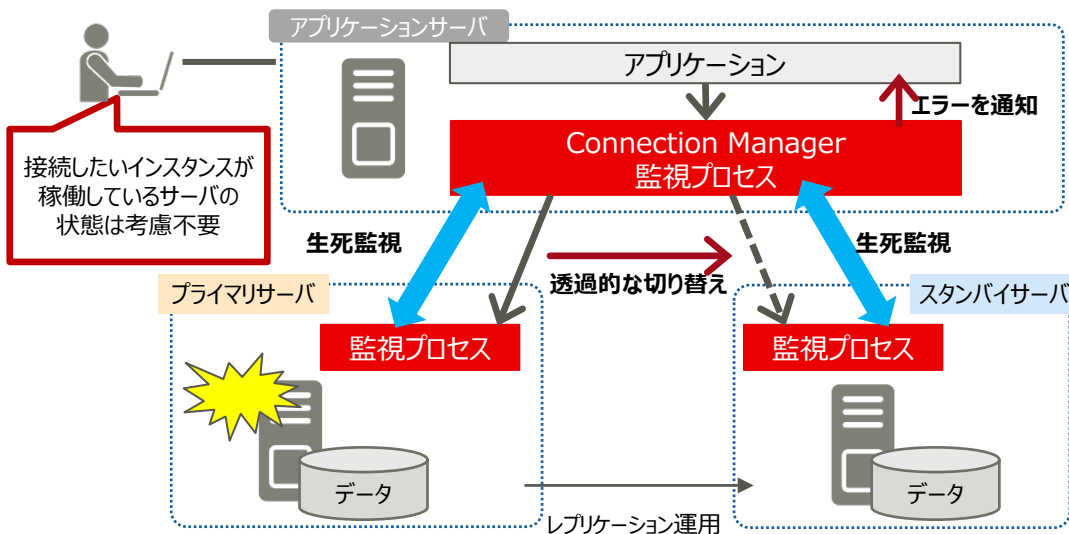 アプリケーションサーバ
アプリケーション
エラーを通知
Connection Manager
監視プロセス
接続したいインスタンスが
稼働しているサーバの
状態は考慮不要
生死監視
生死監視
透過的な切り替え
プライマリサーバ
スタンバイサーバ
監視プロセス
監視プロセス
データ
データ
レプリケーション運用